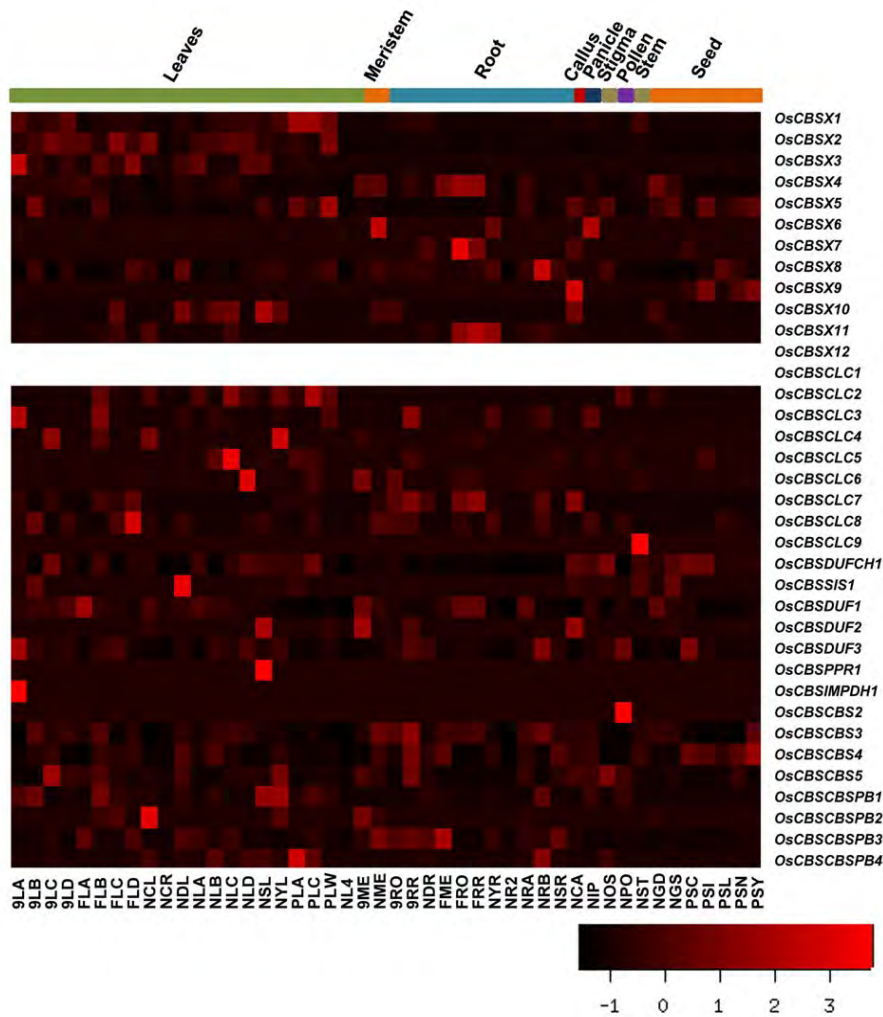 Leaves
Meristem
Root
Callus
Panicle
Stigma
Pollen
Stem
Seed
OsCBSX1
OsCBSX2
OsCBSX3
OsCBSX4
OsCBSX5
OsCBSX6
OsCBSX7
OsCBSX8
OsCBSX9
OsCBSX10
OsCBSX11
OsCBSX12
OsCBSCLC1
OsCBSCLC2
OsCBSCLC3
OsCBSCLC4
OsCBSCLC5
OsCBSCLC6
OsCBSCLC7
OsCBSCLC8
OsCBSCLC9
OsCBSDUFCH1
OsCBSSIS1
OsCBSDUF1
OsCBSDUF2
OsCBSDUF3
OsCBSPPR1
OsCBSIMPDH1
OsCBSCBS2
OsCBSCBS3
OsCBSCBS4
OsCBSCBS5
OsCBSCBSPB1
OsCBSCBSPB2
OsCBSCBSPB3
OsCBSCBSPB4
9LA
9LB
9LC
9LD
FLA
FLB
FLC
FLD
NCL
NCR
NDL
NLA
NLB
NLC
NLD
NSL
NYL
PLA
PLC
PLW
NL4
9ME
NME
9RO
9RR
NDR
FME
FRO
FRR
NYR
NR2
NRA
NRB
NSR
NCA
NIP
NOS
NPO
NST
NGD
NGS
PSC
PSI
PSL
PSN
PSY
-1 0 1 2 3